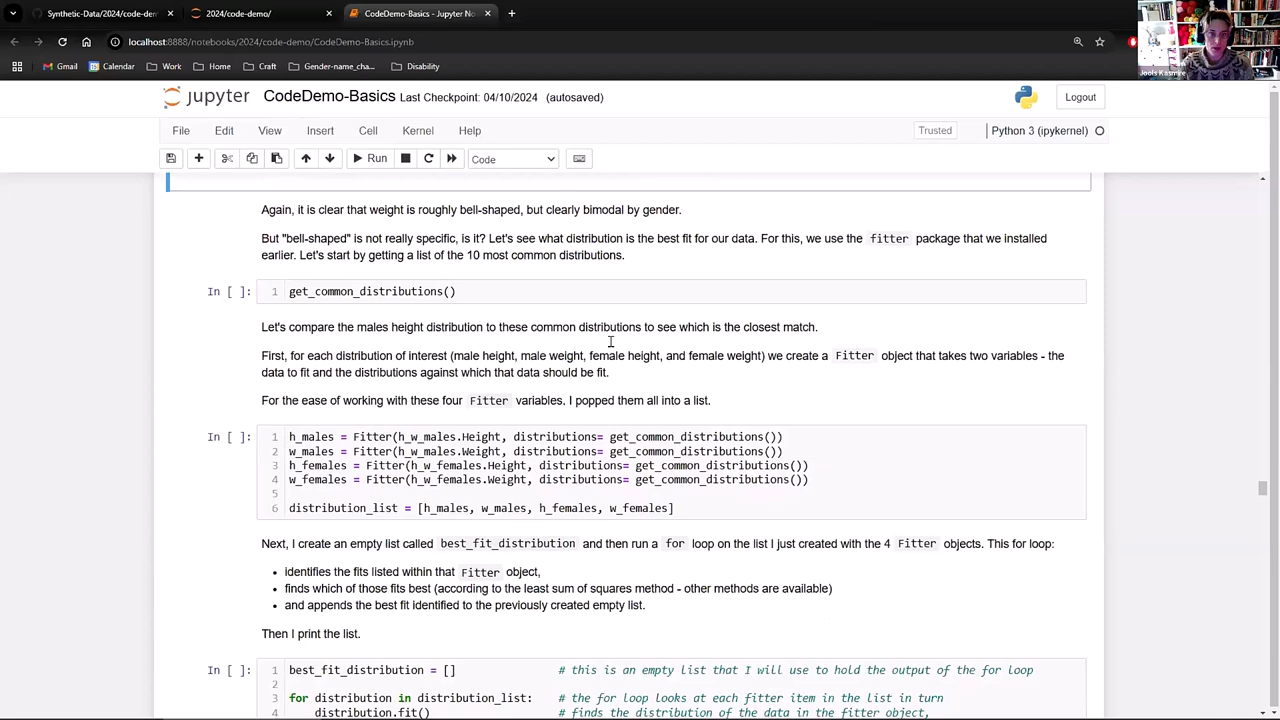 Synthetic-Data/2024/code-dem
2024/code-demo/
CodeDemo-Basics - Jupyter No
localhost:8888/notebooks/2024/code-demo/CodeDemo-Basics.ipynb
Gmail
Calendar
Work
Home
Craft
Gender-name_cha...
Disability
Jools Kasmire
jupyter
CodeDemo-Basics Last Checkpoint: 04/10/2024 (autosaved)
Logout
File Edit View Insert Cell Kernel Help
Trusted
Python 3 (ipykernel)
Run
Code
Again, it is clear that weight is roughly bell-shaped, but clearly bimodal by gender.
But "bell-shaped" is not really specific, is it? Let's see what distribution is the best fit for our data. For this, we use the fitter package that we installed
earlier. Let's start by getting a list of the 10 most common distributions.
In [ ]: 1 get_common_distributions()
Let's compare the males height distribution to these common distributions to see which is the closest match.
First, for each distribution of interest (male height, male weight, female height, and female weight) we create a Fitter object that takes two variables - the
data to fit and the distributions against which that data should be fit.
For the ease of working with these four Fitter variables. I popped them all into a list.
In [ ]: 1 h_males = Fitter(h_w_males.Height, distributions= get_common_distributions())
2 w_males = Fitter(h_w_males.Weight, distributions= get_common_distributions())
3 h_females = Fitter(h_w_females.Height, distributions= get_common_distributions())
4 w_females = Fitter(h_w_females.Weight, distributions= get_common_distributions())
5
6 distribution_list = [h_males, w_males, h_females, w_females]
Next, I create an empty list called best_fit_distribution and then run a for loop on the list I just created with the 4 Fitter objects. This for loop:
• identifies the fits listed within that Fitter object,
• finds which of those fits best (according to the least sum of squares method - other methods are available)
• and appends the best fit identified to the previously created empty list.
Then I print the list.
In [ ]: 1 best_fit_distribution = [] # this is an empty list that I will use to hold the output of the for loop
2
3 for distribution in distribution_list: # the for loop looks at each fitter item in the list in turn
4 distribution.fit() # finds the distribution of the data in the fitter object,